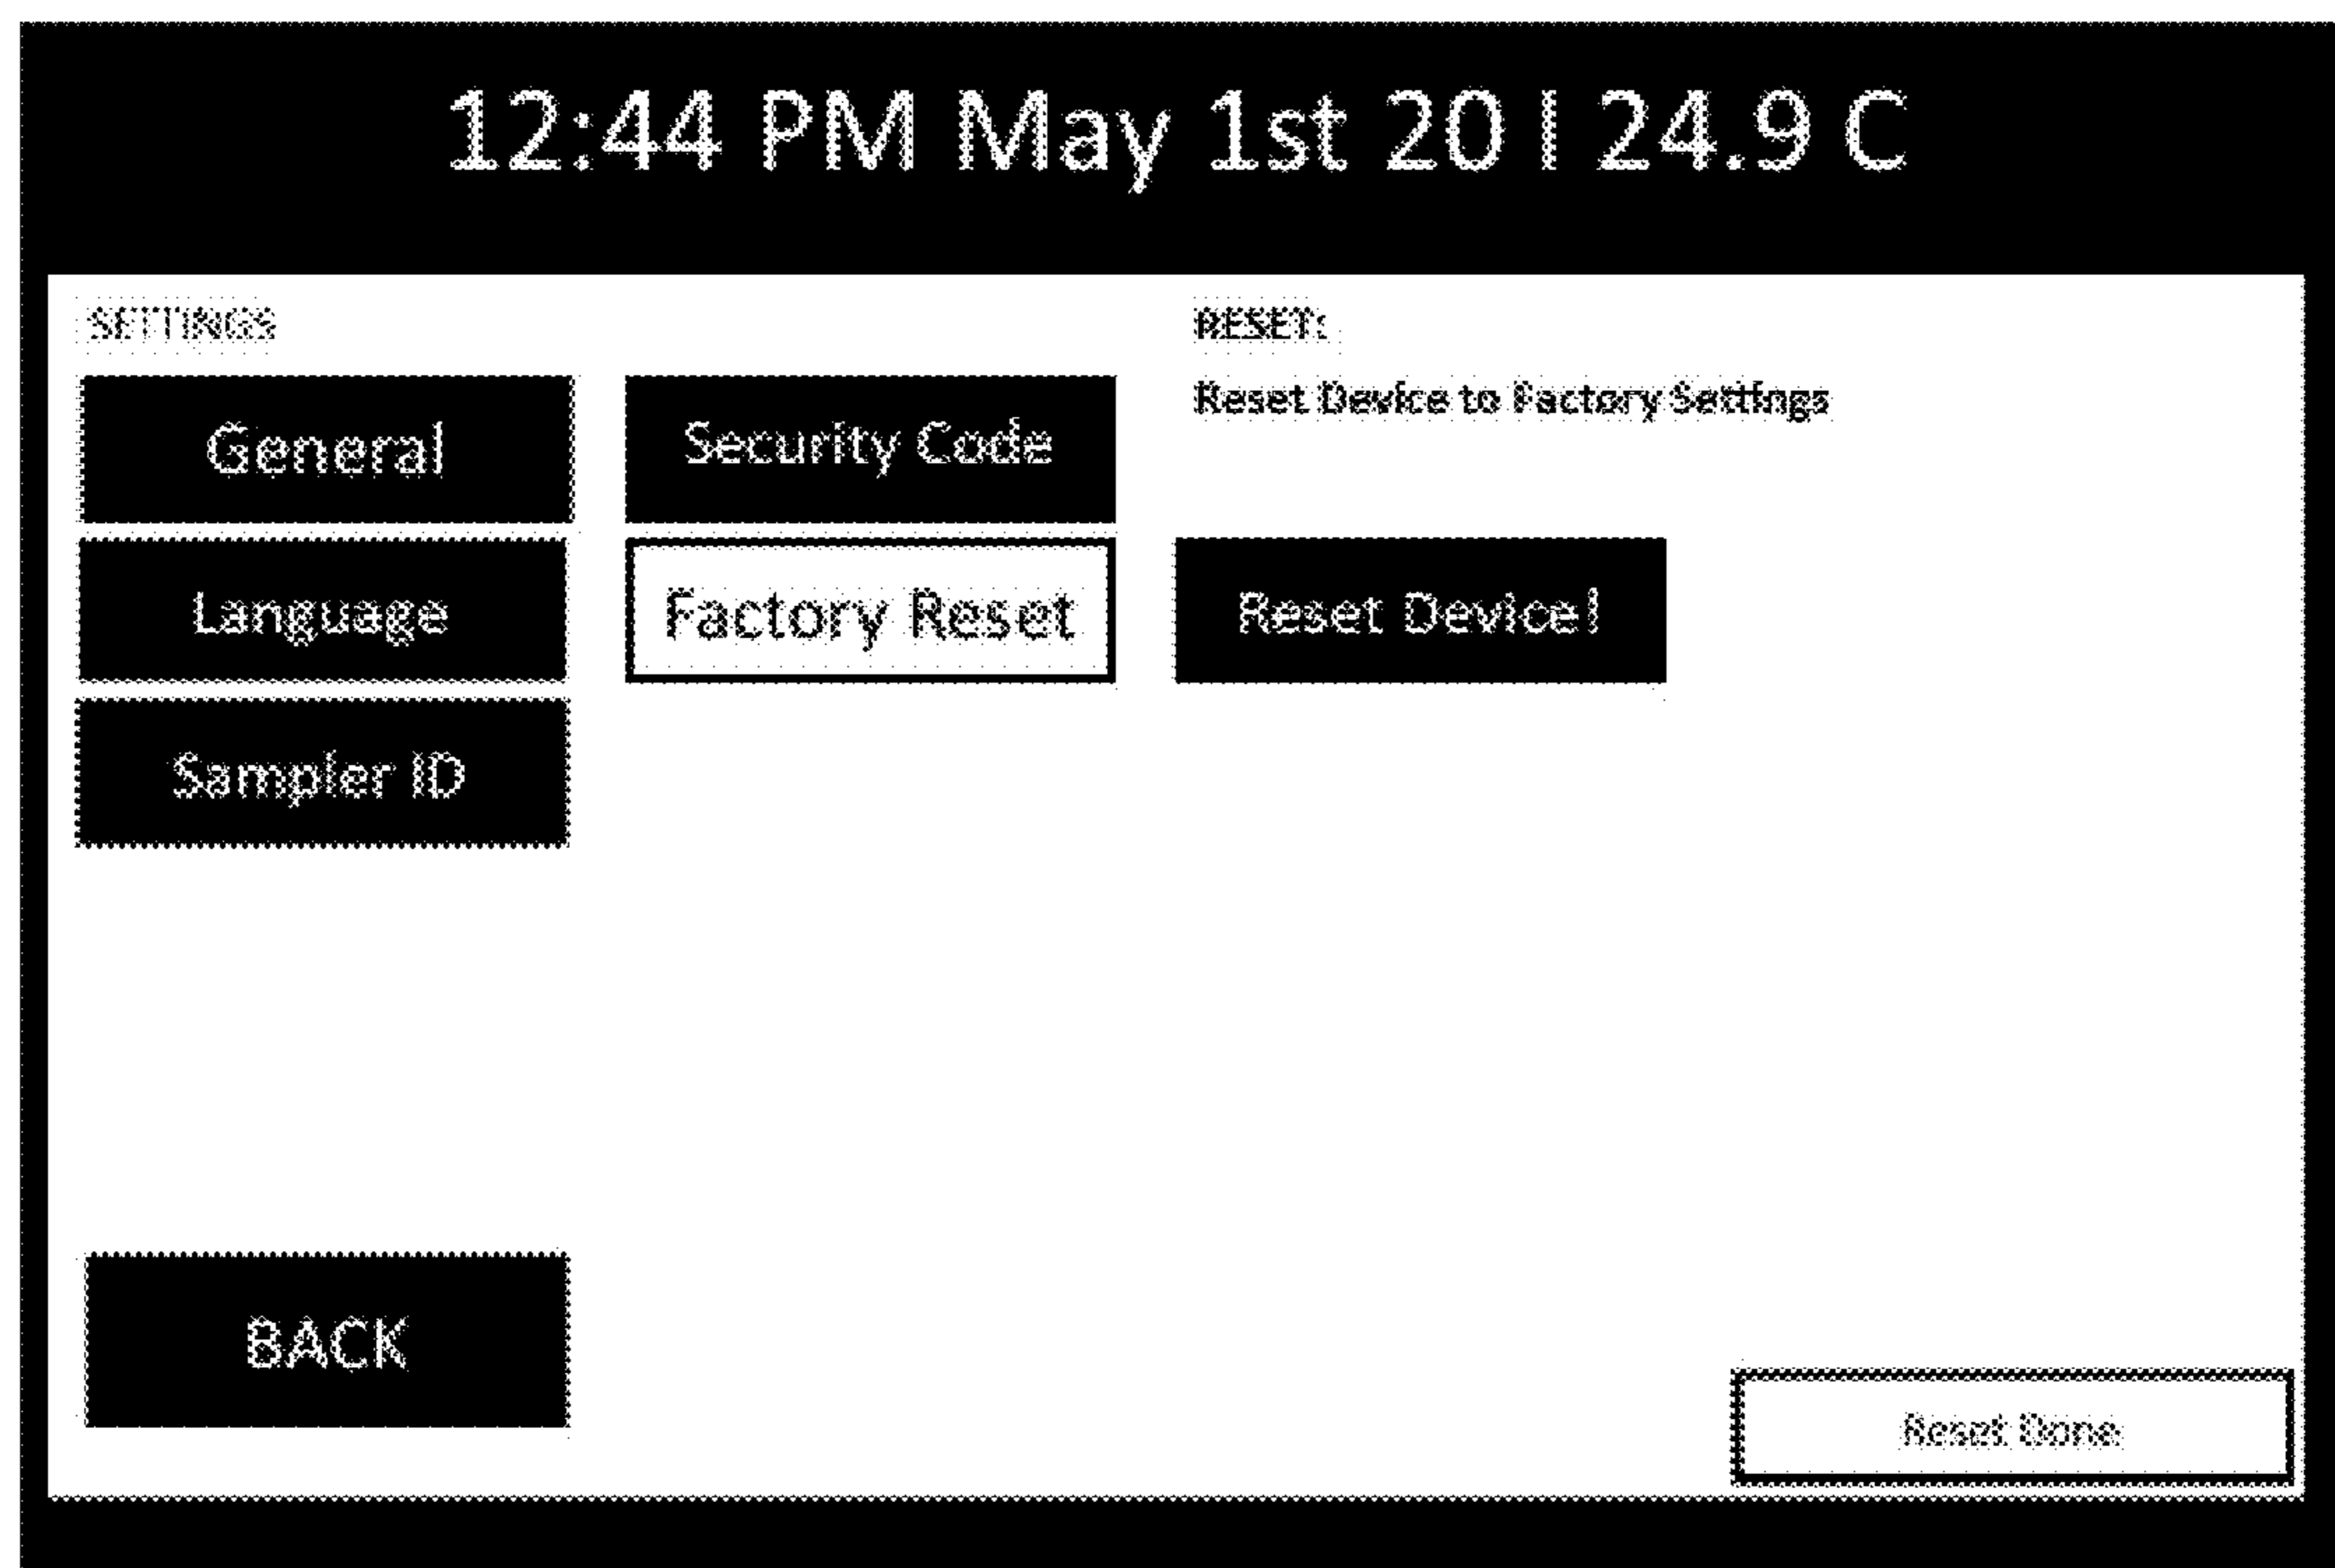 12:44 PM May 1st 20 | 24.9 C
SETTINGS
General
Security Code
Language
Factory Reset
Sampler ID
BACK
RESET:
Reset Device to Factory Settings
Reset Device!
Reset Done